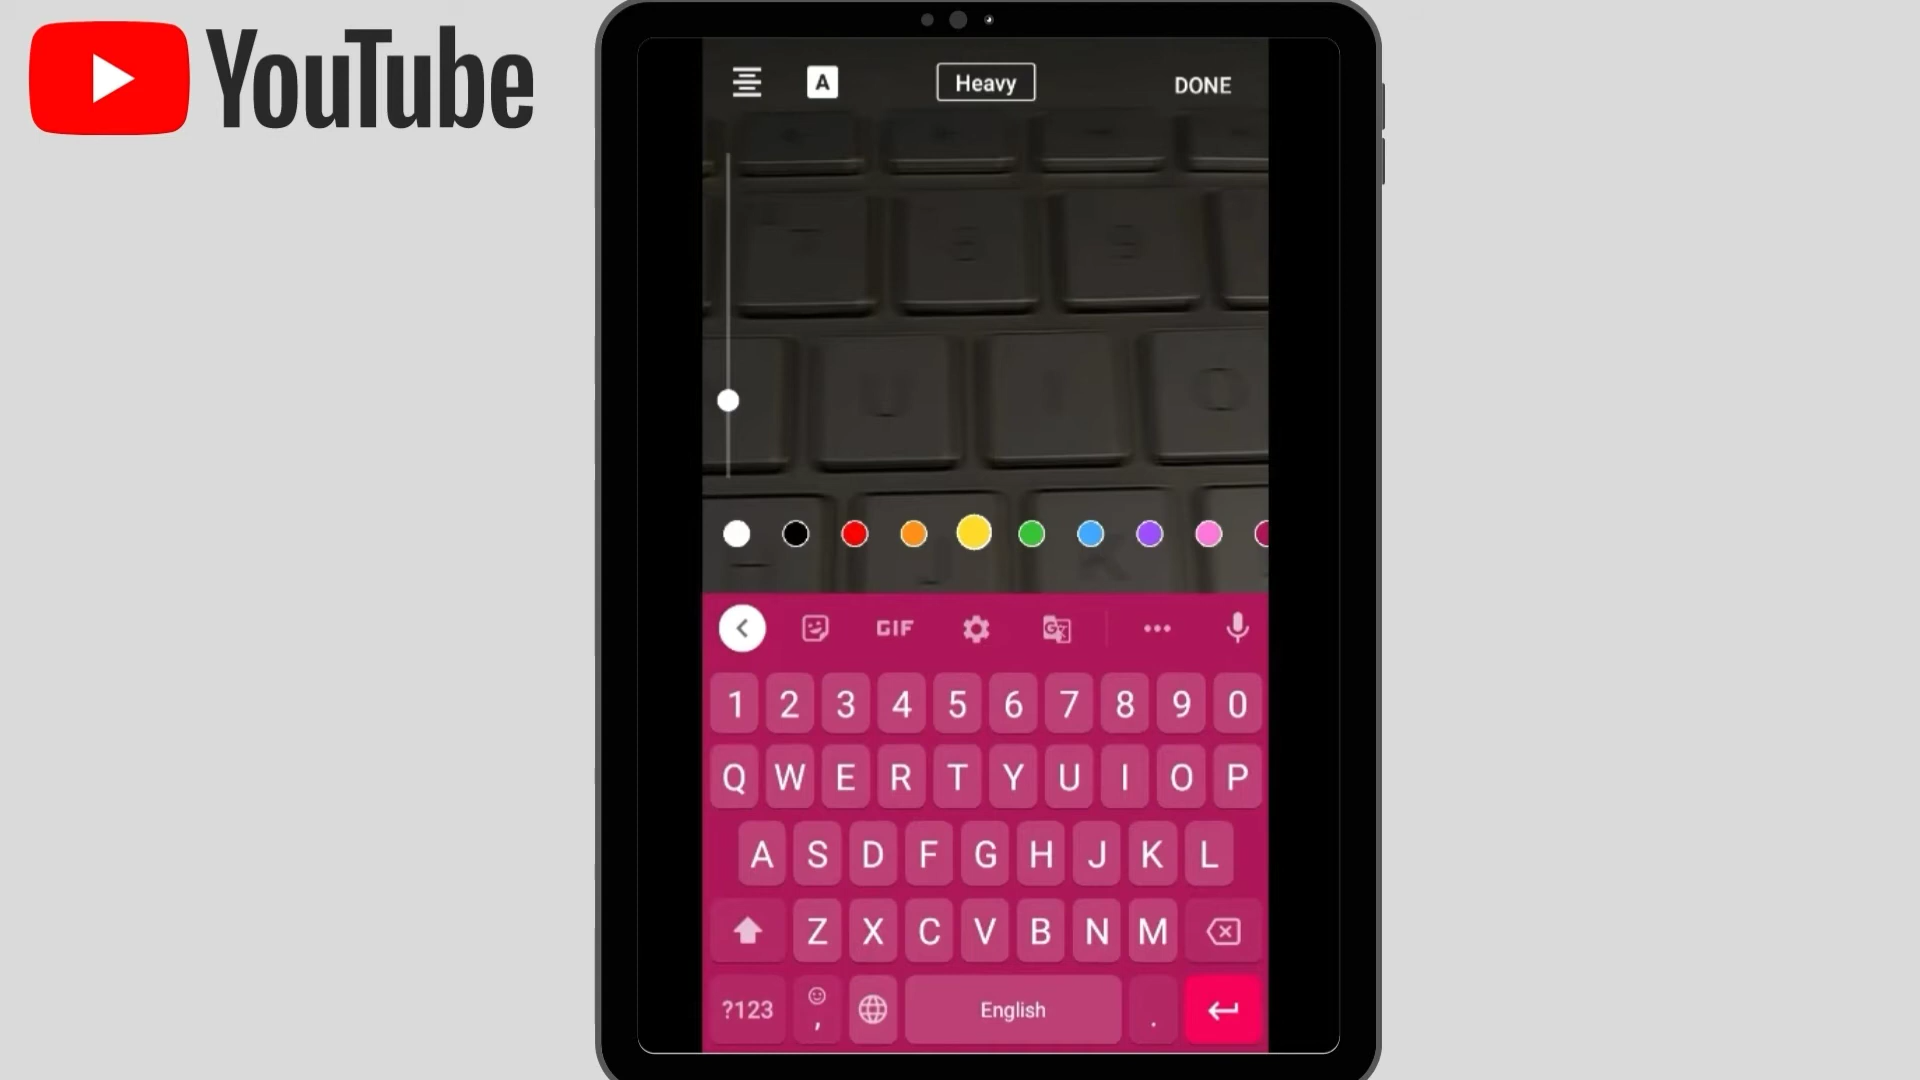 YouTube
A Heavy DONE
GIF
1 2 3 4 5 6 7 8 9 0
Q W E R T Y U I O P
A S D F G H J K L
Z X C V B N M
?123 , English .